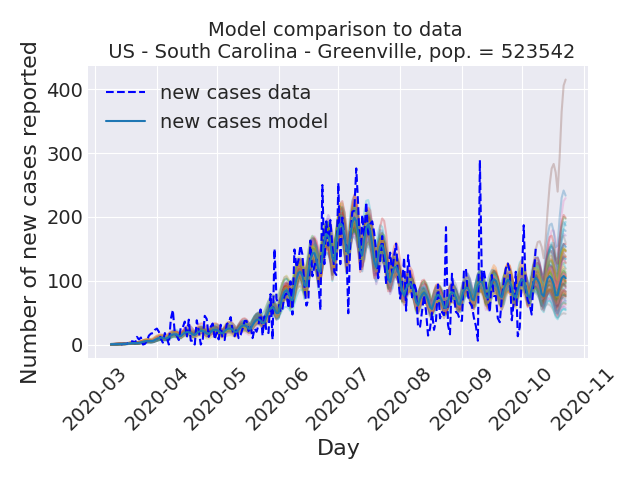 Model comparison to data
US - South Carolina - Greenville, pop. = 523542
Number of new cases reported
400
300
200
100
0
new cases data
new cases model
2020-03
2020-04
2020-05
2020-06
2020-07
2020-08
2020-09
2020-10
2020-11
Day